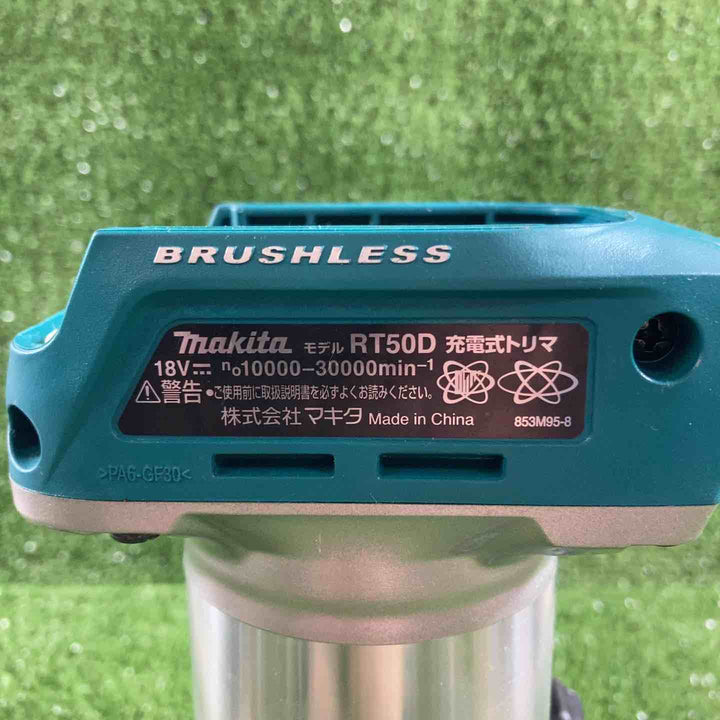 BRUSHLESS
makita モデル RT50D 充電式トリマ
18V⎓ n₀10000-30000min⁻¹
⚠警告 •ご使用前に取扱説明書を必ずよくお読みください。
株式会社マキタ Made in China 853M95-8
>PA6-GF30<